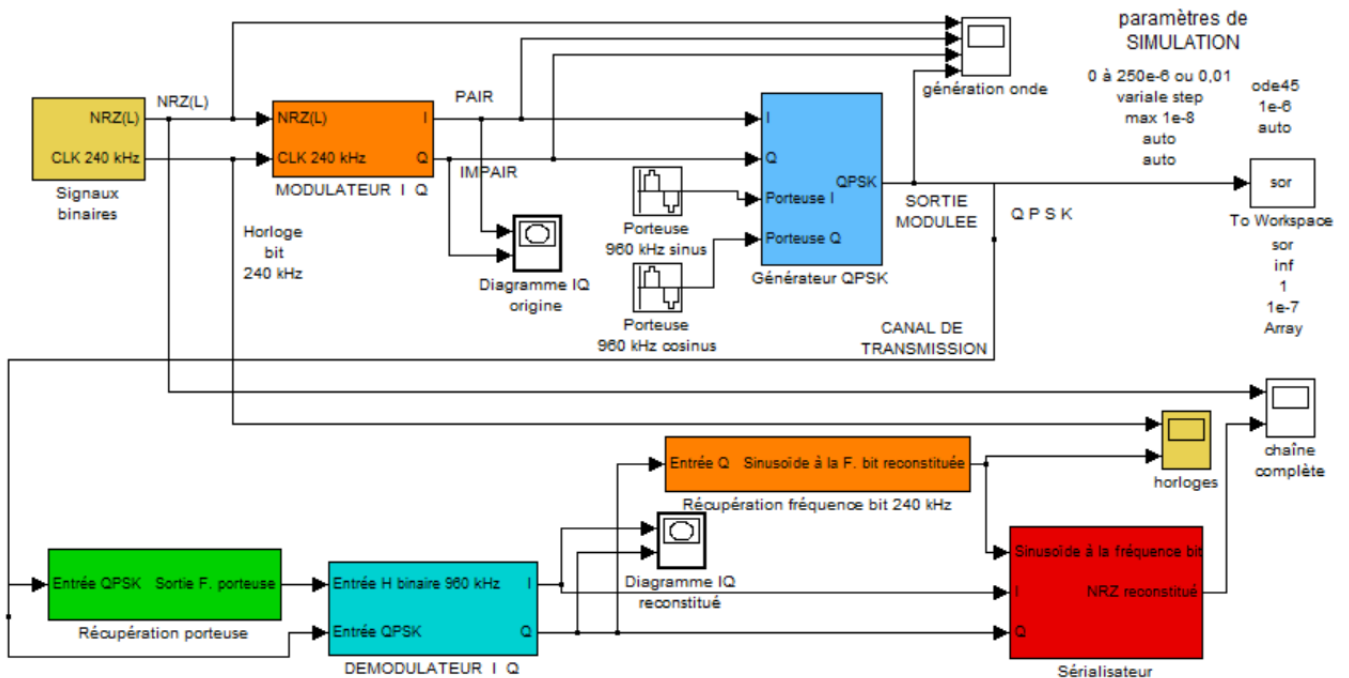 paramètres de
SIMULATION
0 à 250e-6 ou 0,01
variale step
max 1e-8
auto
auto
ode45
1e-6
auto
génération onde
NRZ(L)
PAIR
NRZ(L)
CLK 240 kHz
Signaux
binaires
NRZ(L)
CLK 240 kHz
I
Q
MODULATEUR I Q
IMPAIR
Horloge
bit
240 kHz
Diagramme IQ
origine
Porteuse
960 kHz sinus
Porteuse
960 kHz cosinus
I
Q
Porteuse I
Porteuse Q
QPSK
Générateur QPSK
SORTIE
MODULEE
Q P S K
sor
To Workspace
sor
inf
1
1e-7
Array
CANAL DE
TRANSMISSION
chaîne
complète
horloges
Entrée Q Sinusoïde à la F. bit reconstituée
Récupération fréquence bit 240 kHz
Diagramme IQ
reconstitué
Entrée QPSK Sortie F. porteuse
Récupération porteuse
Entrée H binaire 960 kHz
Entrée QPSK
I
Q
DEMODULATEUR I Q
Sinusoïde à la fréquence bit
I
NRZ reconstitué
Q
Sérialisateur